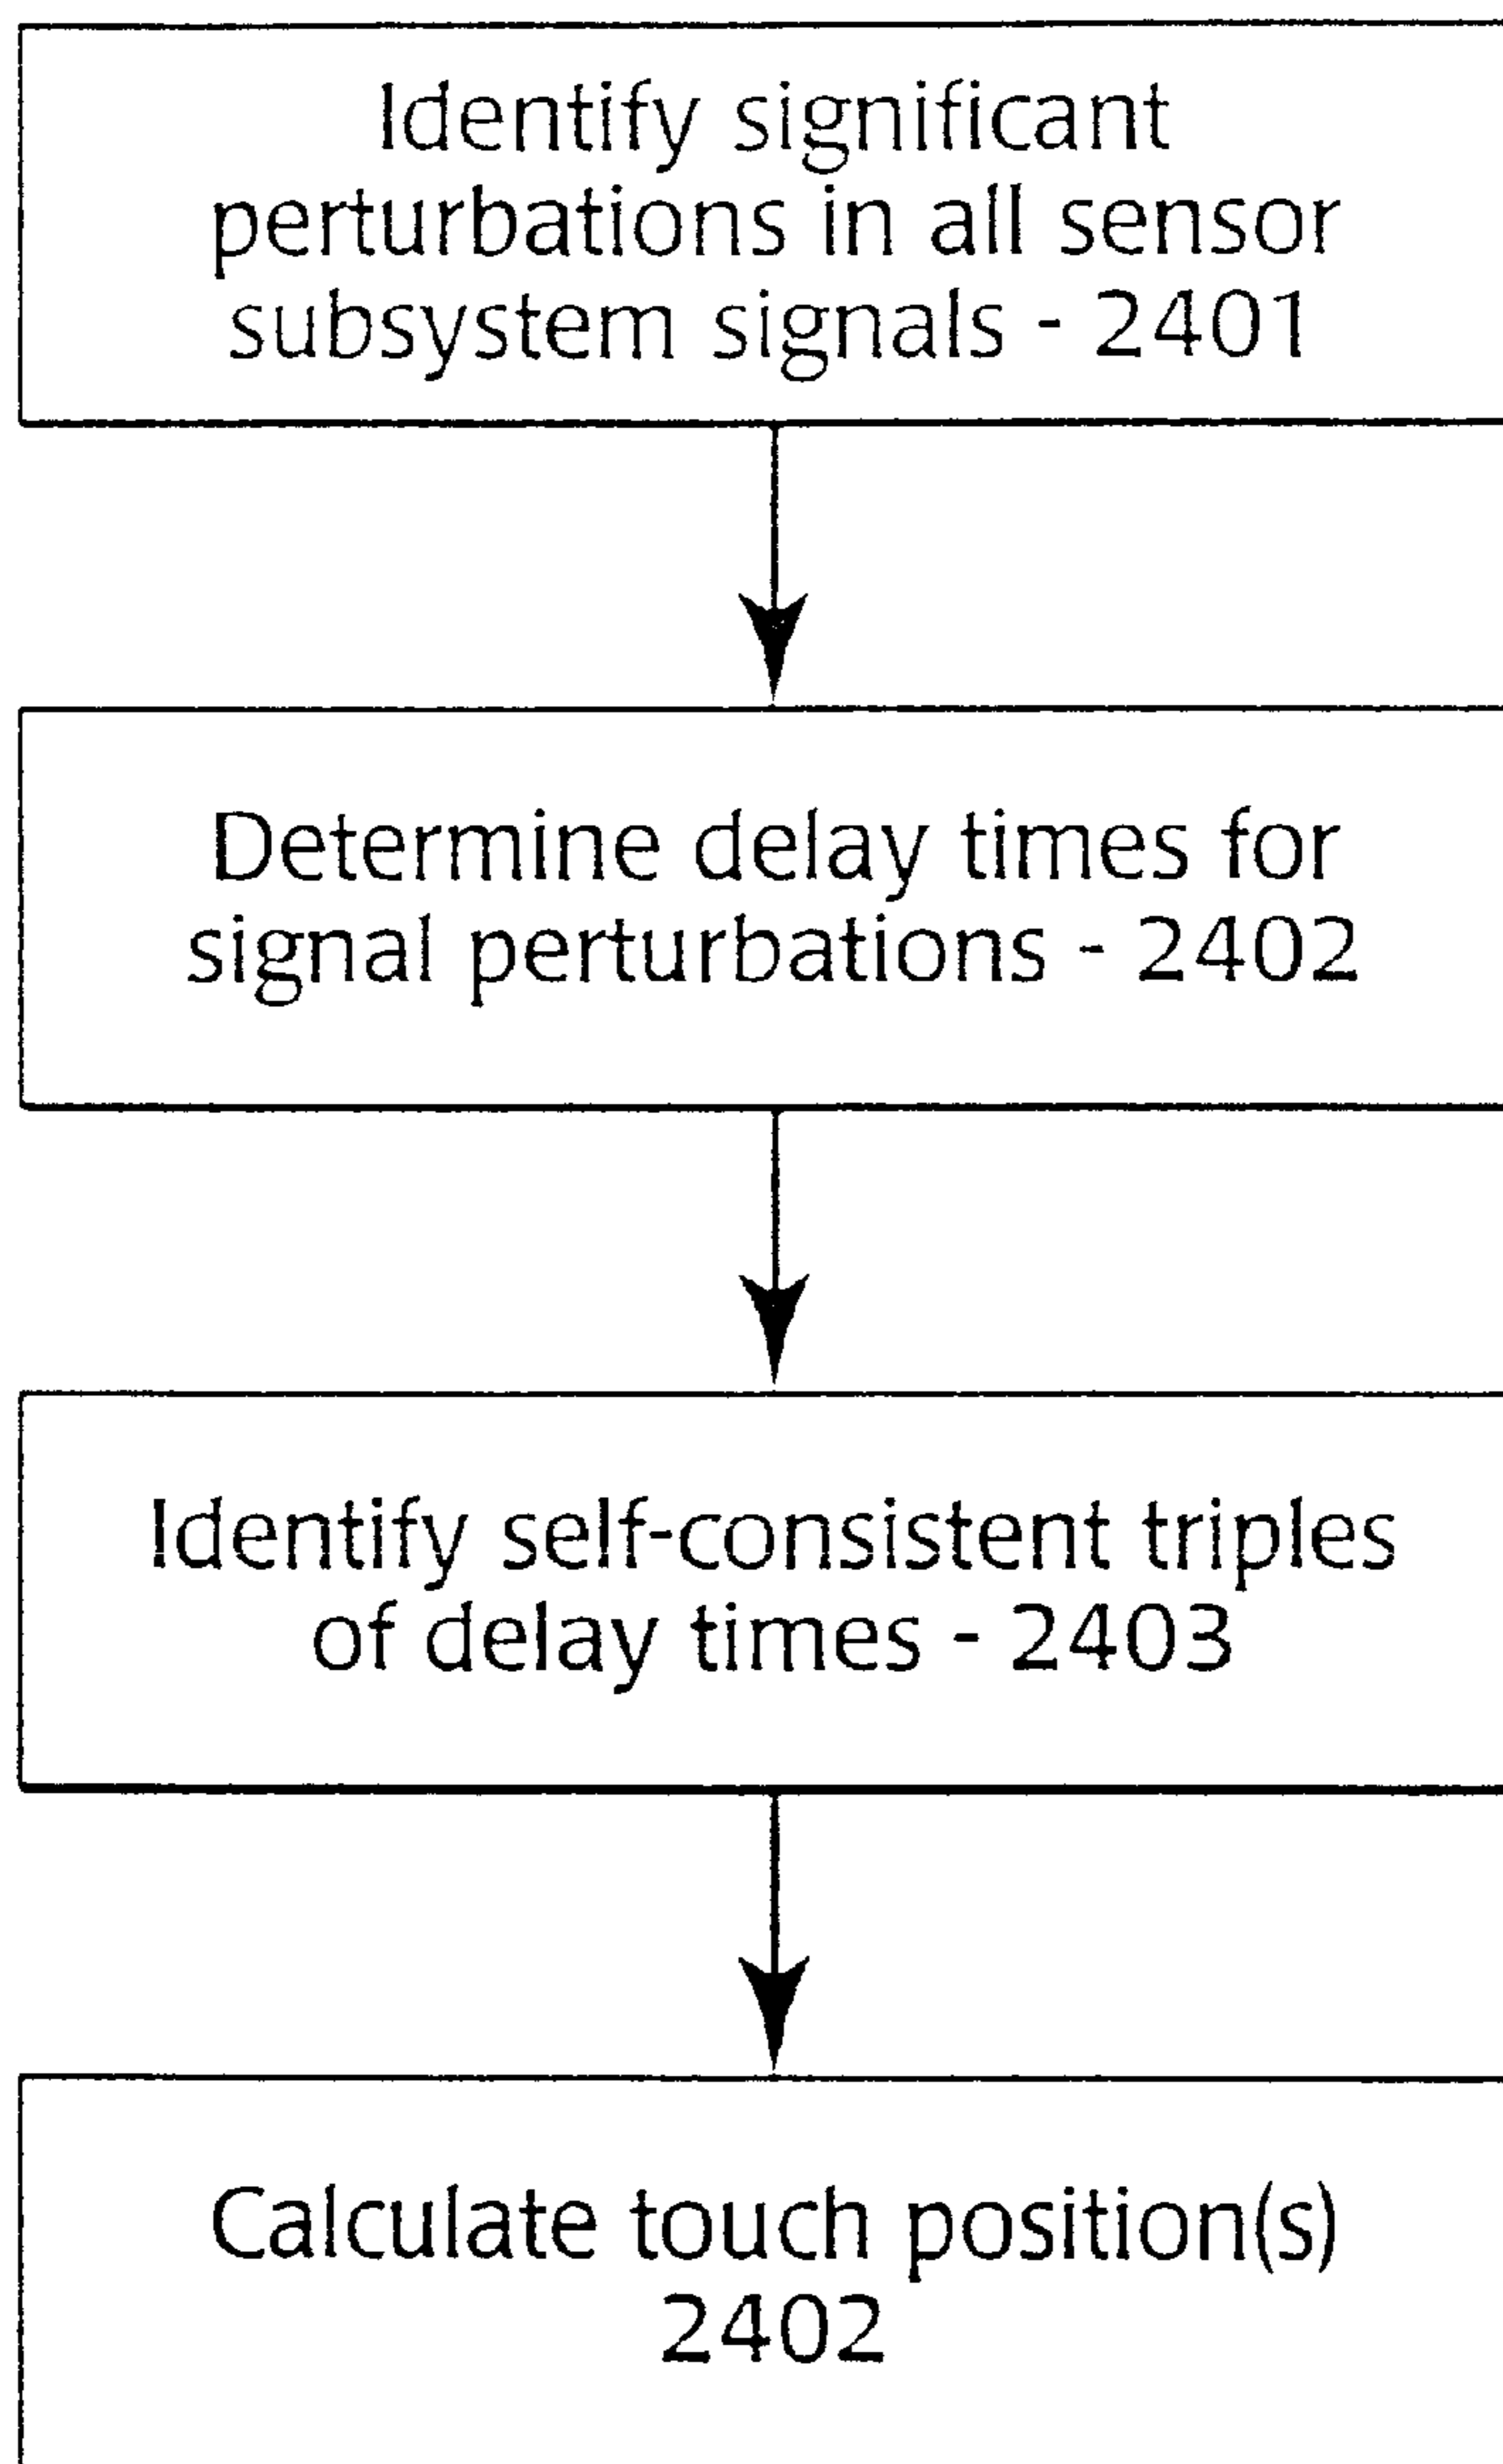 Identify significant
perturbations in all sensor
subsystem signals - 2401
Determine delay times for
signal perturbations - 2402
Identify self-consistent triples
of delay times - 2403
Calculate touch position(s)
2402